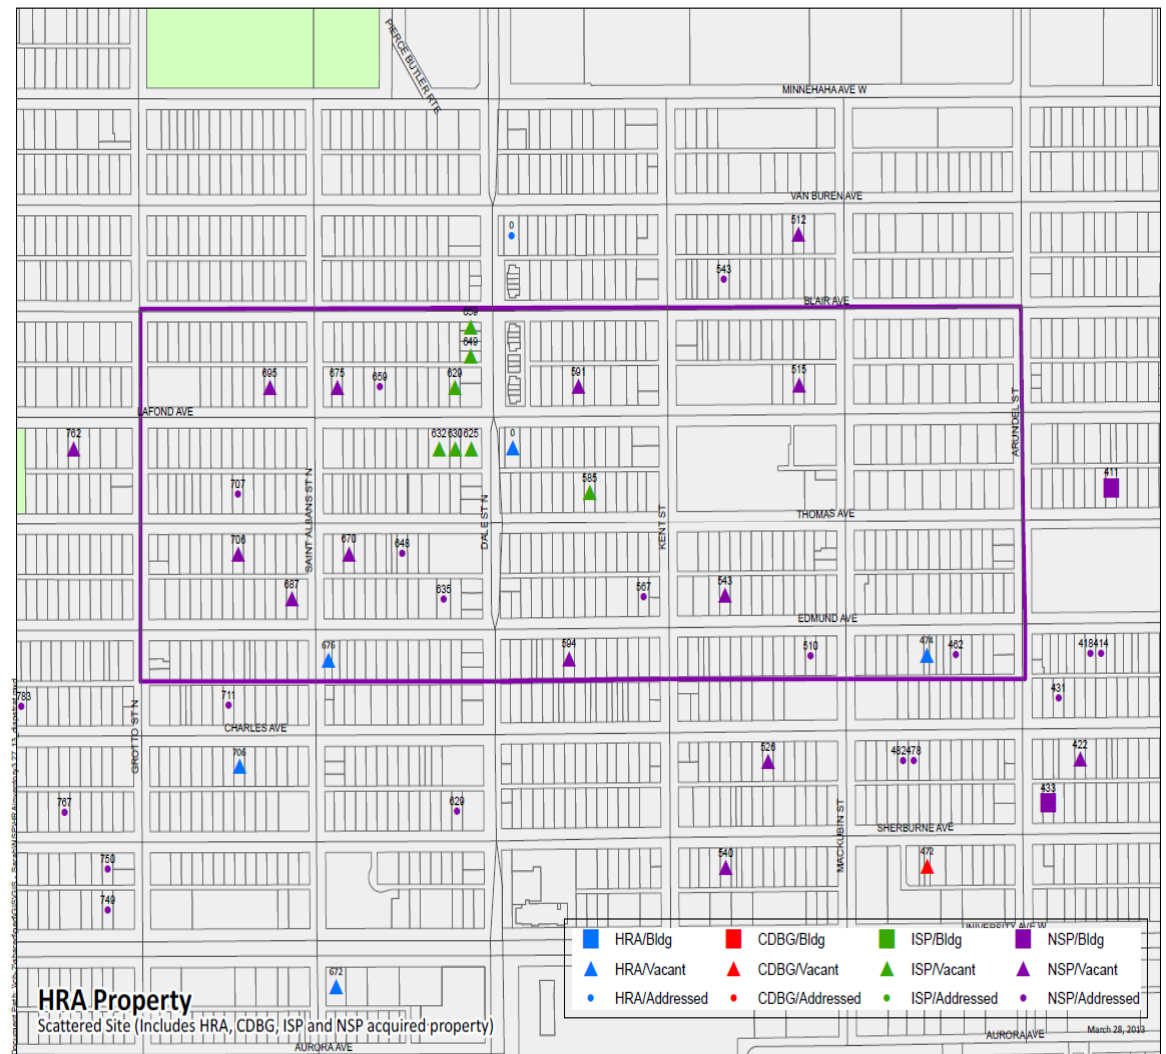 PIERCE BUTLER RTE
MINNEHAHA AVE W
VAN BUREN AVE
0
512
543
BLAIR AVE
659
649
695
675
659
629
591
515
LAFOND AVE
ARUNDEL ST
762
632 630 625
0
707
585
411
SAINT ALBANS ST N
DALE ST N
KENT ST
THOMAS AVE
706
670
648
687
635
567
543
EDMUND AVE
676
594
510
474
462
418 414
783
711
431
GROTTO ST N
CHARLES AVE
706
526
482 478
422
767
629
433
MACKUBIN ST
SHERBURNE AVE
750
540
472
749
UNIVERSITY AVE W
HRA/Bldg CDBG/Bldg ISP/Bldg NSP/Bldg
HRA/Vacant CDBG/Vacant ISP/Vacant NSP/Vacant
HRA/Addressed CDBG/Addressed ISP/Addressed NSP/Addressed
672
HRA Property
Scattered Site (Includes HRA, CDBG, ISP and NSP acquired property)
March 28, 2013
AURORA AVE
AURORA AVE